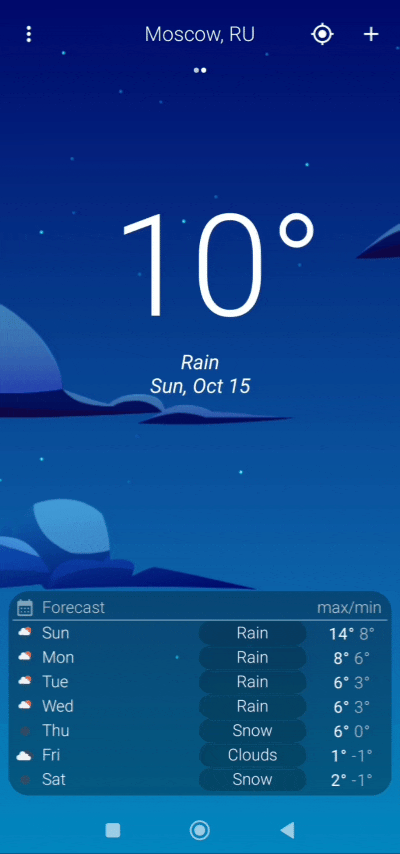 Moscow, RU
10°
Rain
Sun, Oct 15
Forecast max/min
Sun Rain 14° 8°
Mon Rain 8° 6°
Tue Rain 6° 3°
Wed Rain 6° 3°
Thu Snow 6° 0°
Fri Clouds 1° -1°
Sat Snow 2° -1°